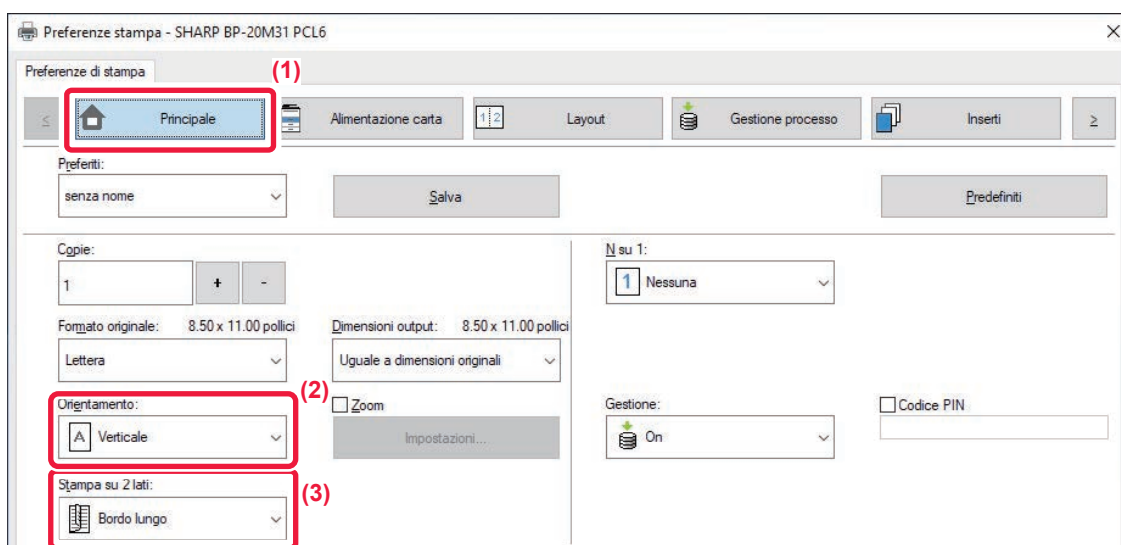 Preferenze stampa - SHARP BP-20M31 PCL6
Preferenze di stampa
(1)
<
Principale
Alimentazione carta
1 2
Layout
Gestione processo
Inserti
>
Preferiti:
senza nome
Salva
Predefiniti
Copie:
1
+
-
N su 1:
1 Nessuna
Formato originale: 8.50 x 11.00 pollici
Lettera
Dimensioni output: 8.50 x 11.00 pollici
Uguale a dimensioni originali
(2)
Orientamento:
A Verticale
Zoom
Impostazioni...
Gestione:
On
Codice PIN
(3)
Stampa su 2 lati:
Bordo lungo